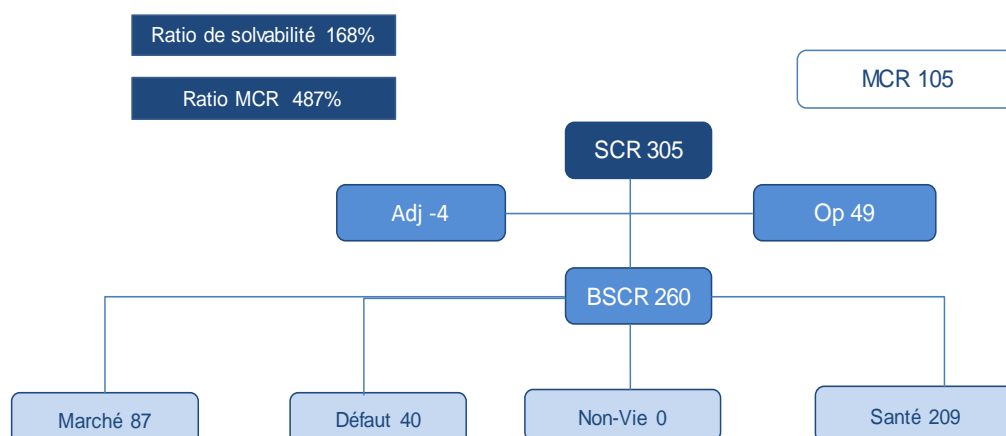 Ratio de solvabilité 168%
Ratio MCR 487%
MCR 105
SCR 305
Adj -4
Op 49
BSCR 260
Marché 87
Défaut 40
Non-Vie 0
Santé 209